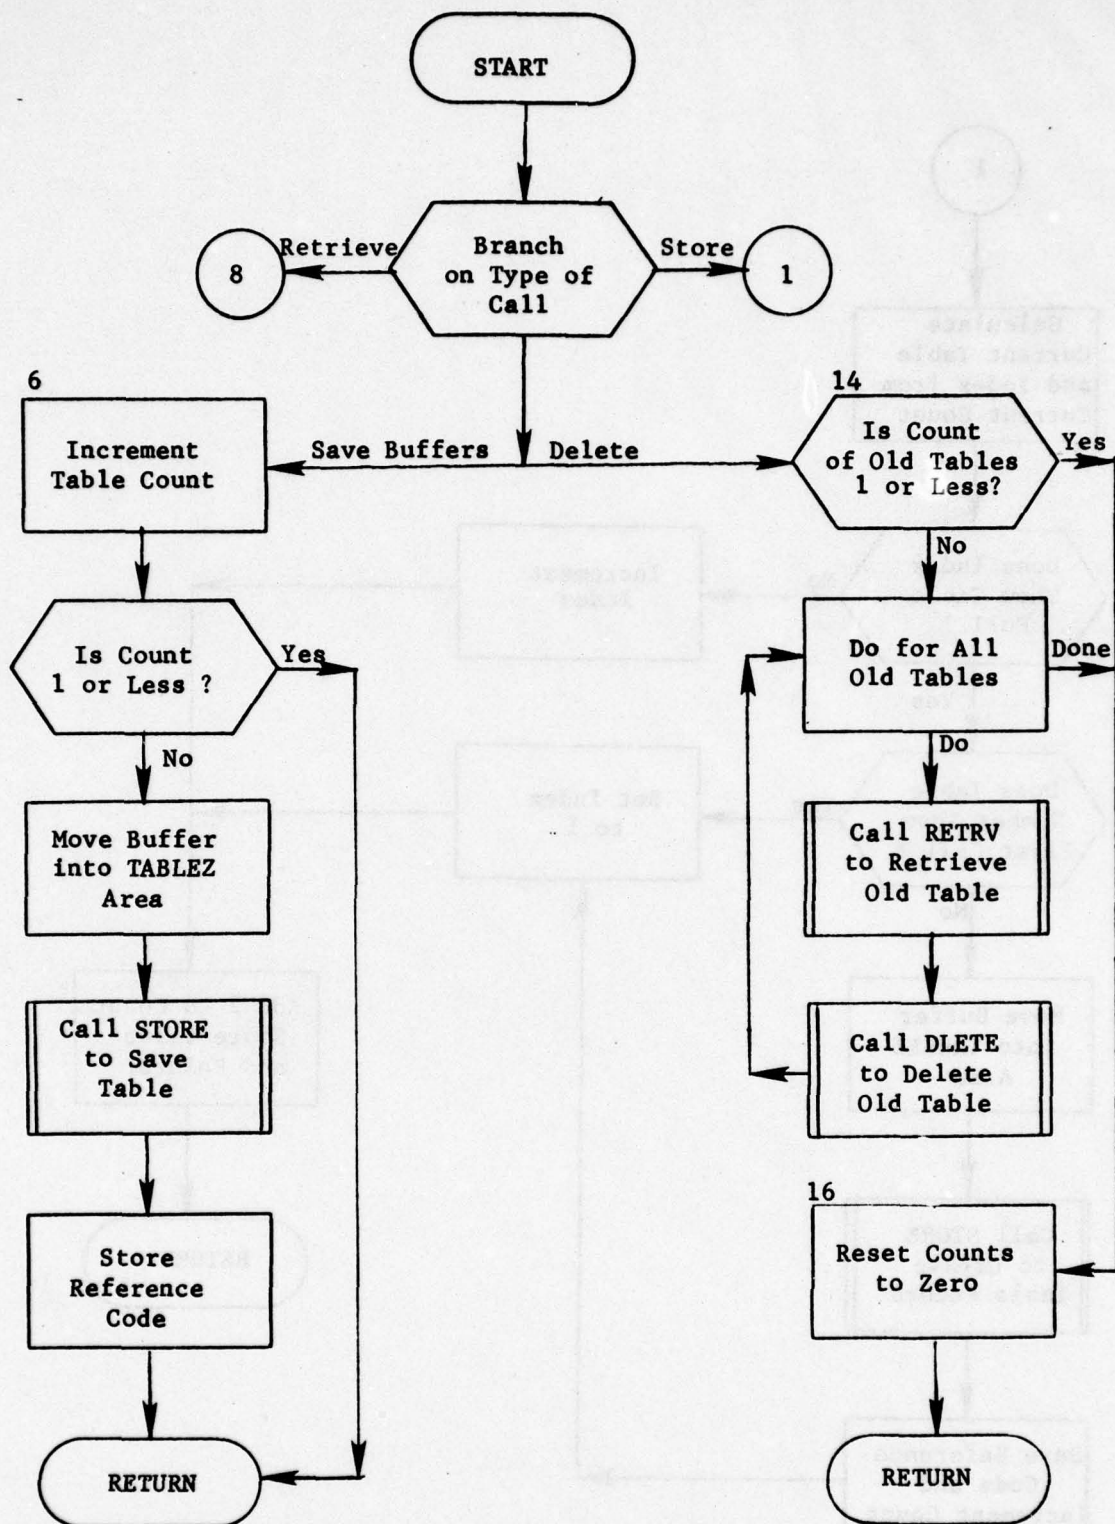 START
Branch
on Type of
Call
Retrieve
8
Store
1
Save Buffers
Delete
6
Increment
Table Count
Is Count
1 or Less ?
Yes
No
Move Buffer
into TABLEZ
Area
Call STORE
to Save
Table
Store
Reference
Code
RETURN
14
Is Count
of Old Tables
1 or Less?
Yes
No
Do for All
Old Tables
Done
Do
Call RETRV
to Retrieve
Old Table
Call DLETE
to Delete
Old Table
16
Reset Counts
to Zero
RETURN